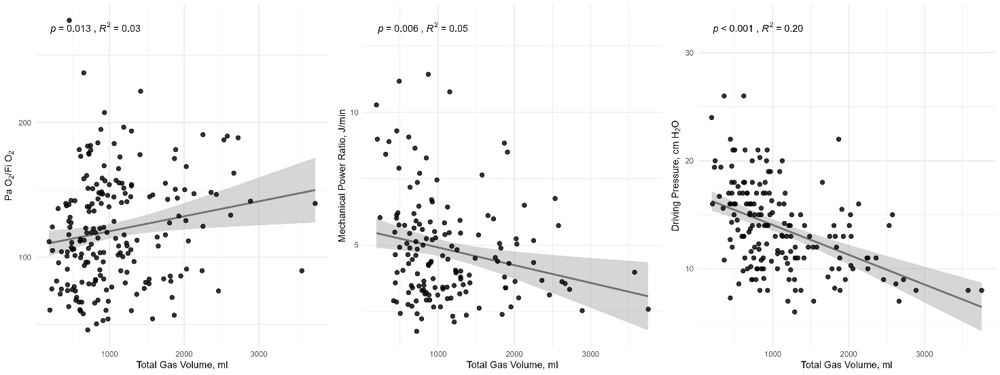 p = 0.013 , R² = 0.03
200
100
Pa O₂/Fi O₂
1000 2000 3000
Total Gas Volume, ml
p = 0.006 , R² = 0.05
10
5
Mechanical Power Ratio, J/min
1000 2000 3000
Total Gas Volume, ml
p < 0.001 , R² = 0.20
30
20
10
Driving Pressure, cm H₂O
1000 2000 3000
Total Gas Volume, ml